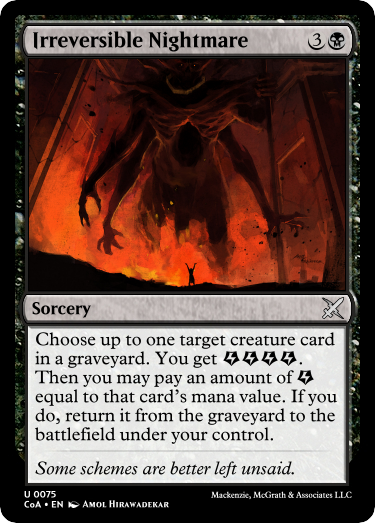 Irreversible Nightmare 3
Sorcery
Choose up to one target creature card
in a graveyard. You get
Then you may pay an amount of
equal to that card's mana value. If you
do, return it from the graveyard to the
battlefield under your control.
Some schemes are better left unsaid.
U 0075
CoA • EN Amol Hirawadekar
Mackenzie, McGrath & Associates LLC